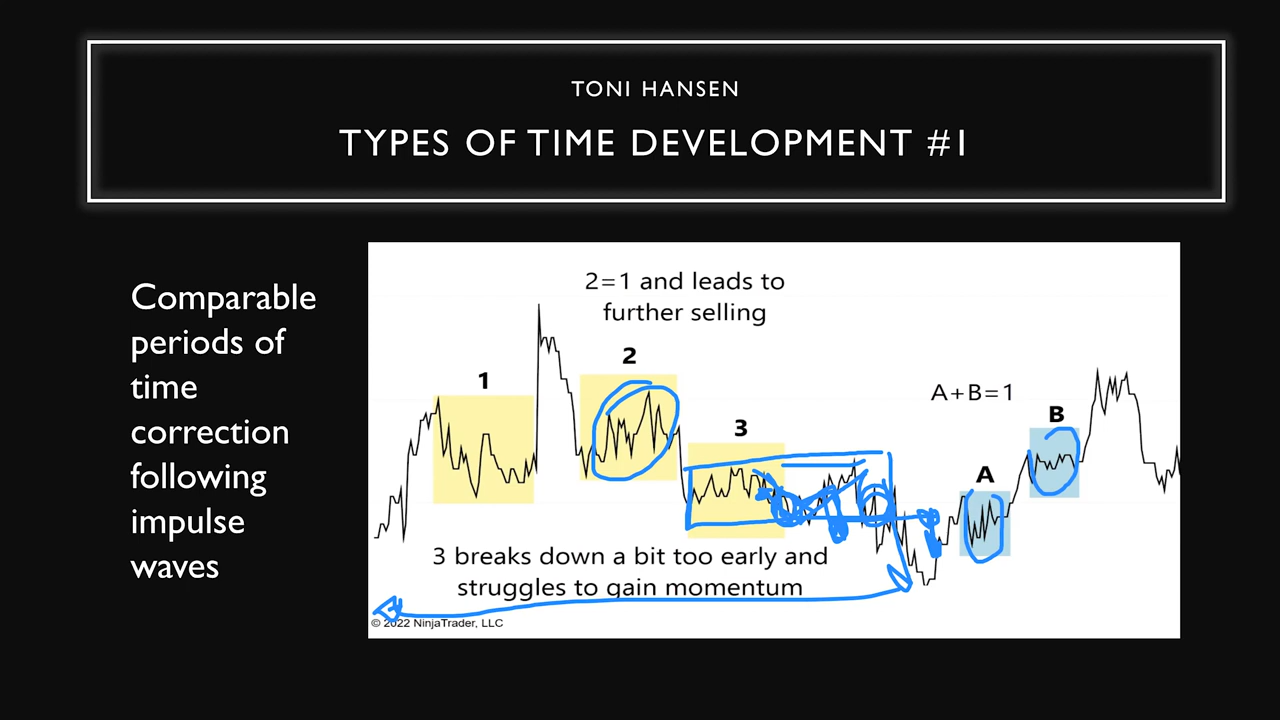 TONI HANSEN
TYPES OF TIME DEVELOPMENT #1
Comparable
periods of
time
correction
following
impulse
waves
2=1 and leads to
further selling
1
2
3
A+B=1
A
B
3 breaks down a bit too early and
struggles to gain momentum
© 2022 NinjaTrader, LLC